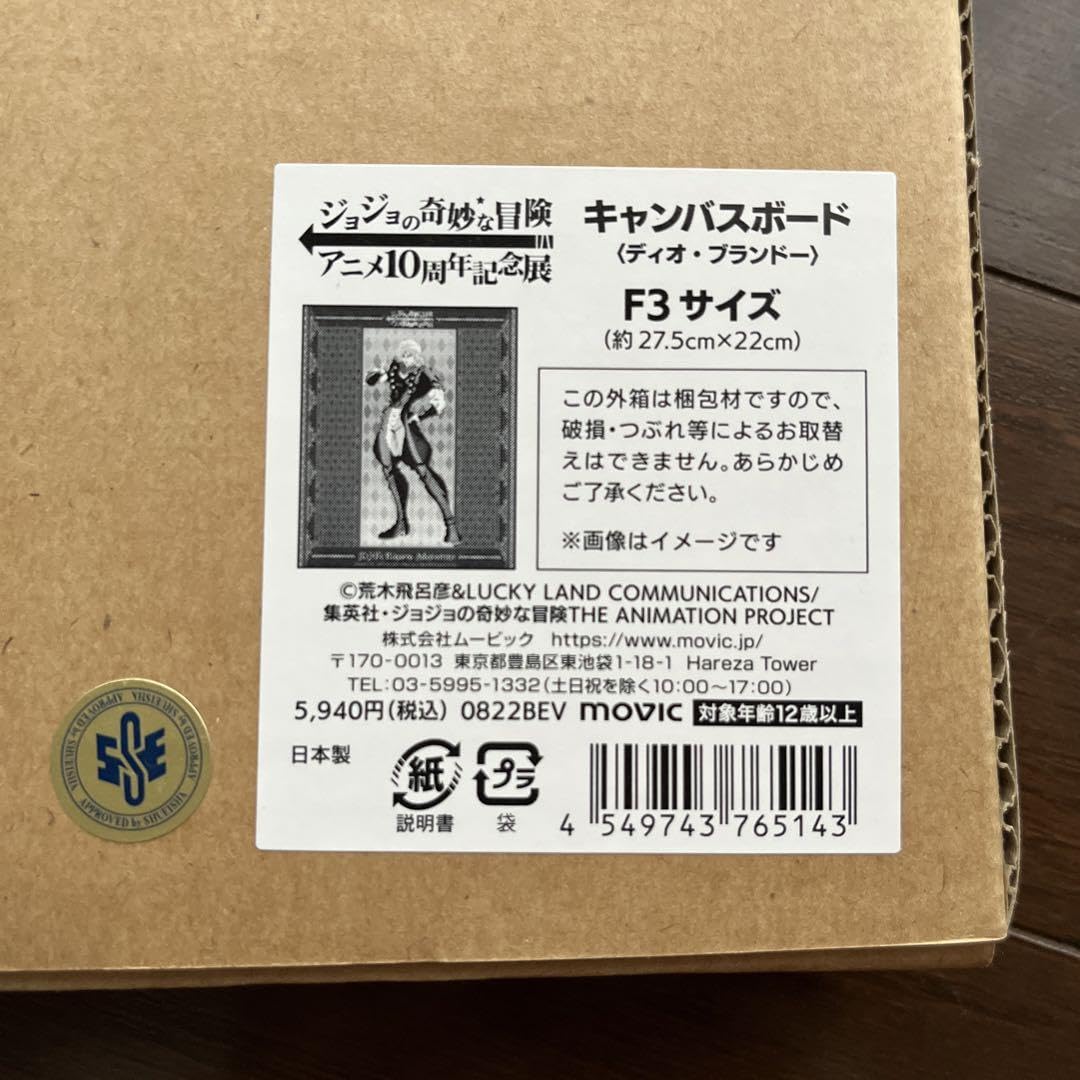 ジョジョの奇妙な冒険
アニメ10周年記念展
キャンバスボード
〈ディオ・ブランドー〉
F3サイズ
(約 27.5cm×22cm)
この外箱は梱包材ですので、
破損・つぶれ等によるお取替
えはできません。あらかじめ
ご了承ください。
※画像はイメージです
©荒木飛呂彦&LUCKY LAND COMMUNICATIONS/
集英社・ジョジョの奇妙な冒険THE ANIMATION PROJECT
株式会社ムービック https://www.movic.jp/
〒170-0013 東京都豊島区東池袋1-18-1 Hareza Tower
TEL:03-5995-1332(土日祝を除く10:00〜17:00)
5,940円(税込) 0822BEV movic 対象年齢12歳以上
日本製
紙
説明書
プラ
袋
4 549743 765143
SE
APPROVED by SHUEISHA APPROVED by SHUEISHA APPROVED by SHUEISHA